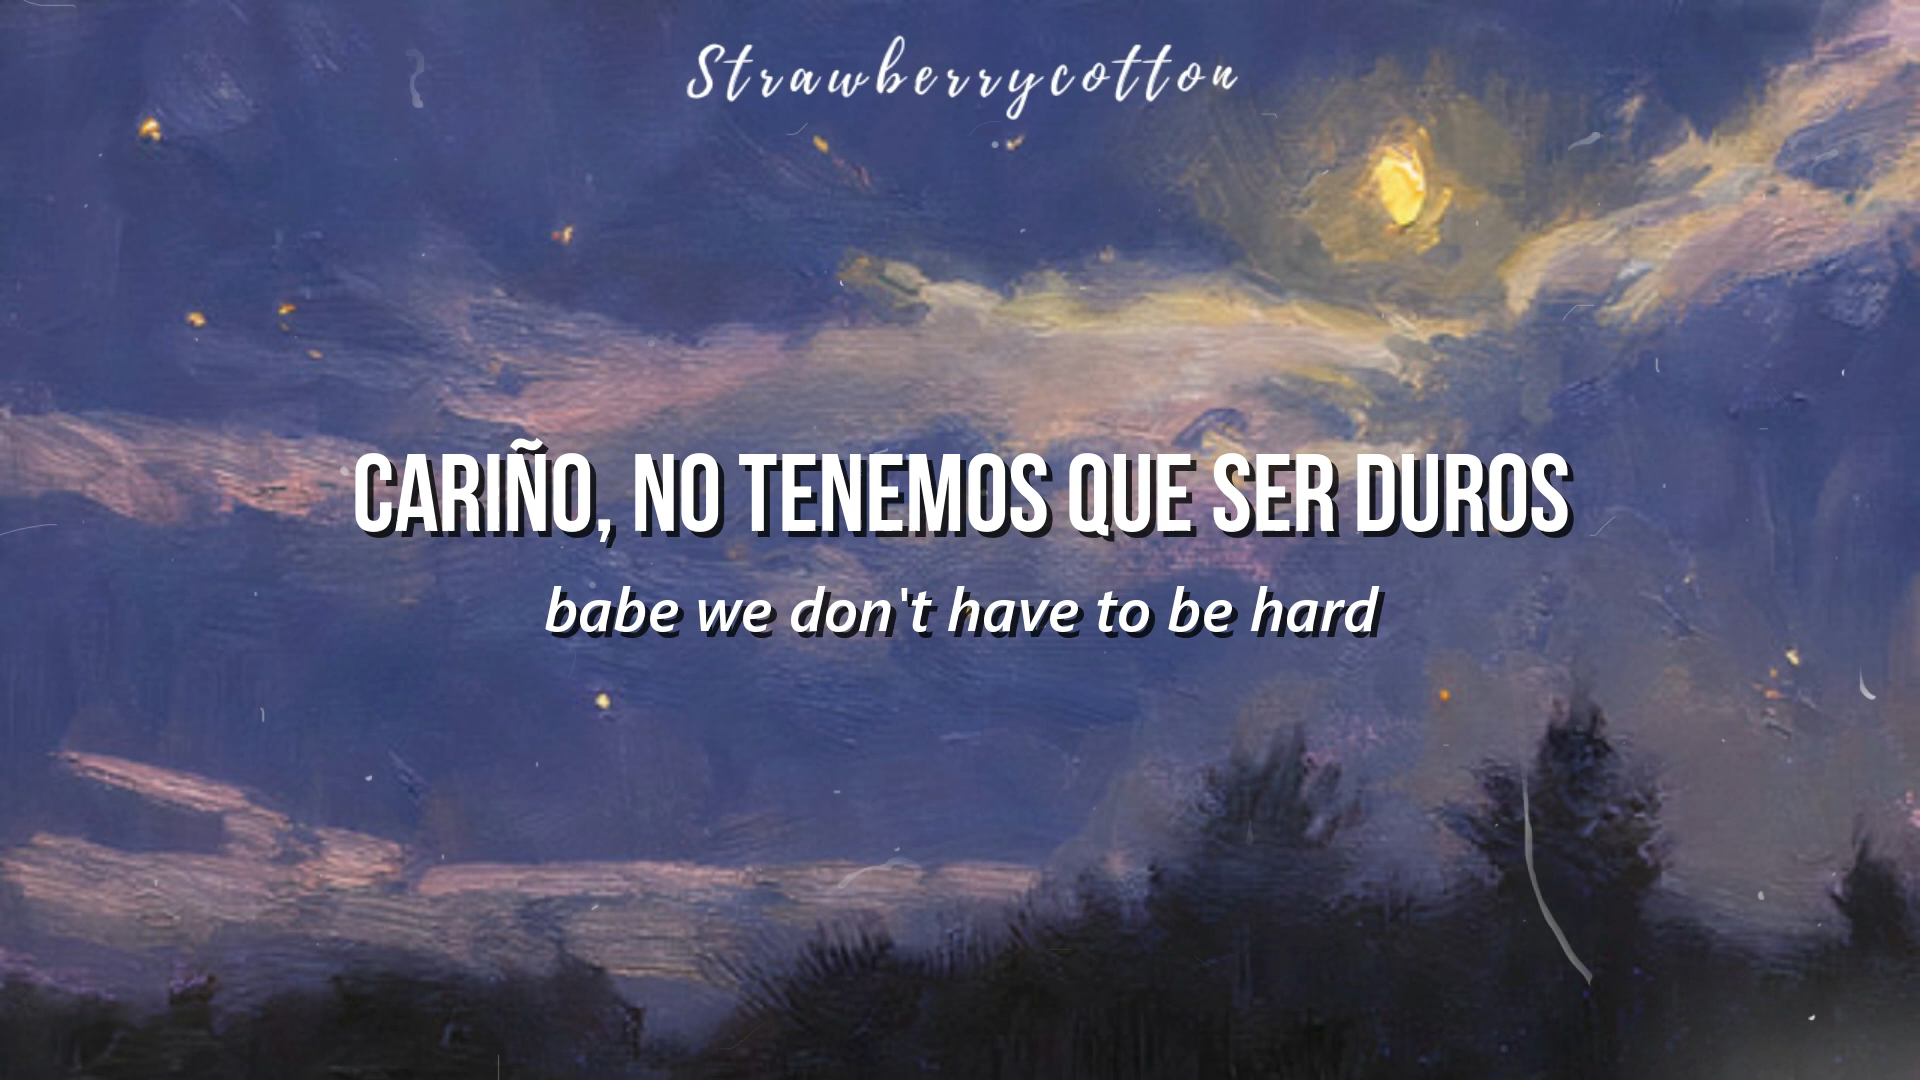 Strawberrycotton
CARIÑO, NO TENEMOS QUE SER DUROS
babe we don't have to be hard